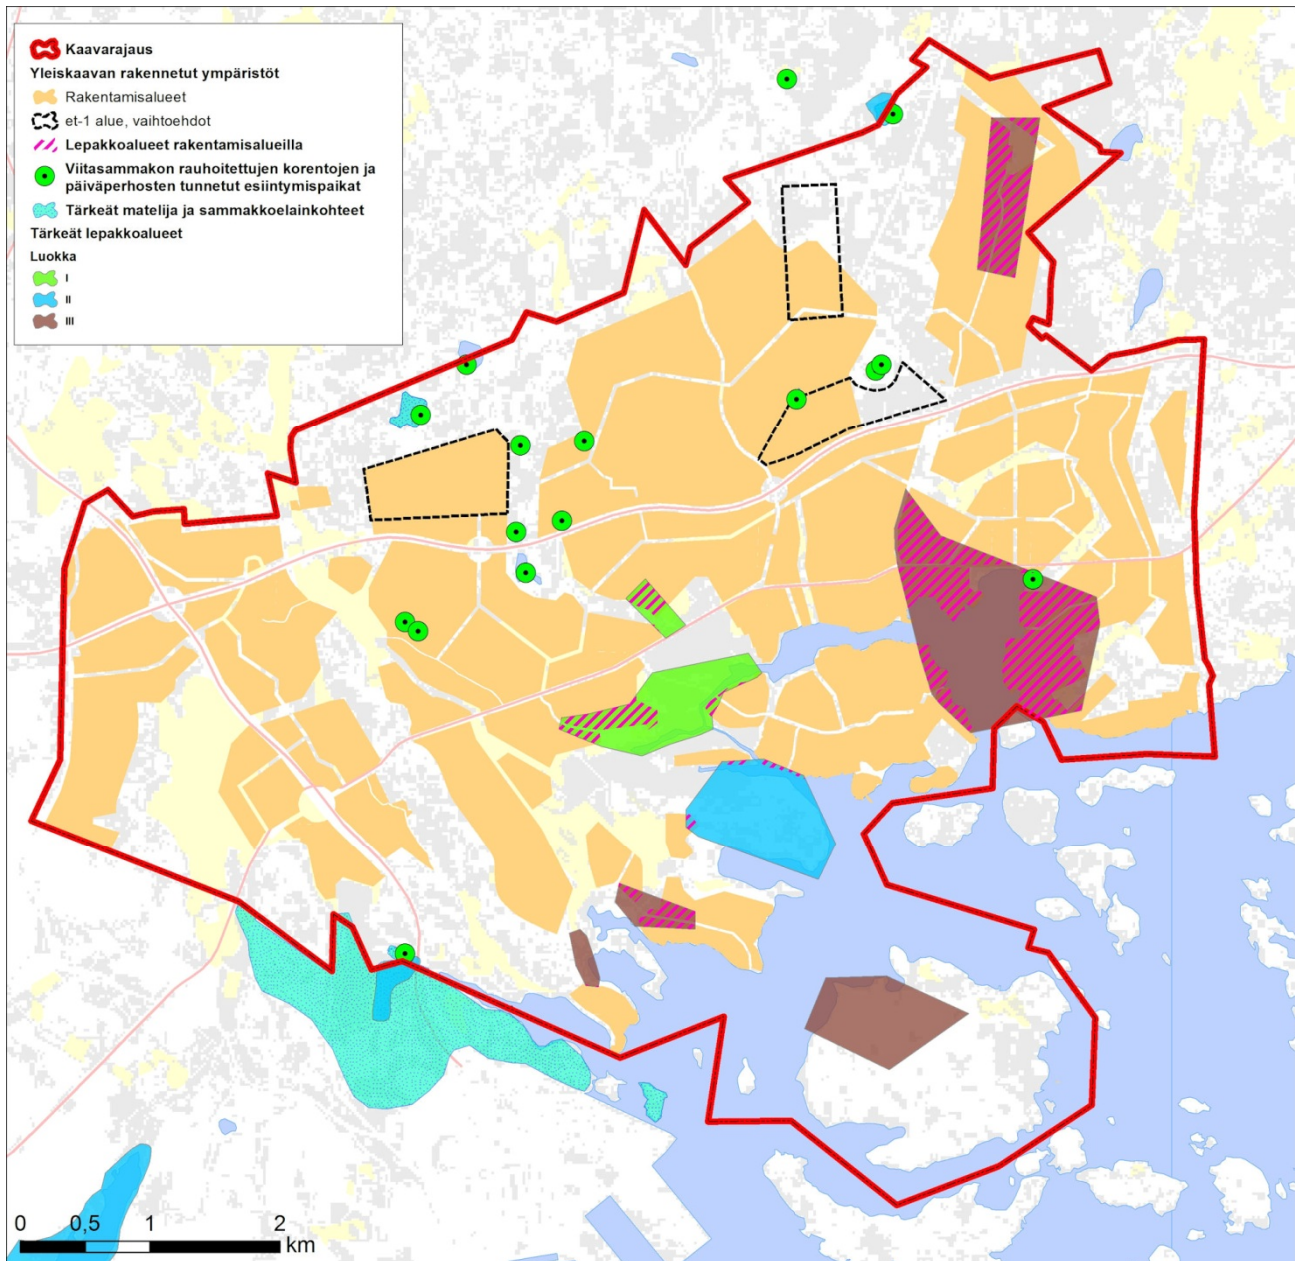 Kaavarajaus
Yleiskaavan rakennetut ympäristöt
Rakentamisalueet
et-1 alue, vaihtoehdot
Lepakkoalueet rakentamisalueilla
Viitasammakon rauhoitettujen korentojen ja
päiväperhosten tunnetut esiintymispaikat
Tärkeät matelija ja sammakkoelainkohteet
Tärkeät lepakkoalueet
Luokka
I
II
III
0 0,5 1 2
km